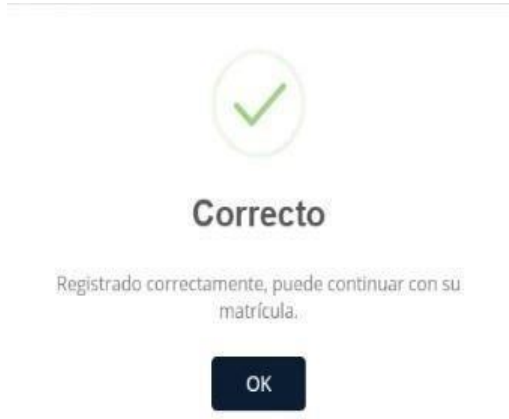 Correcto
Registrado correctamente, puede continuar con su
matrícula.
OK